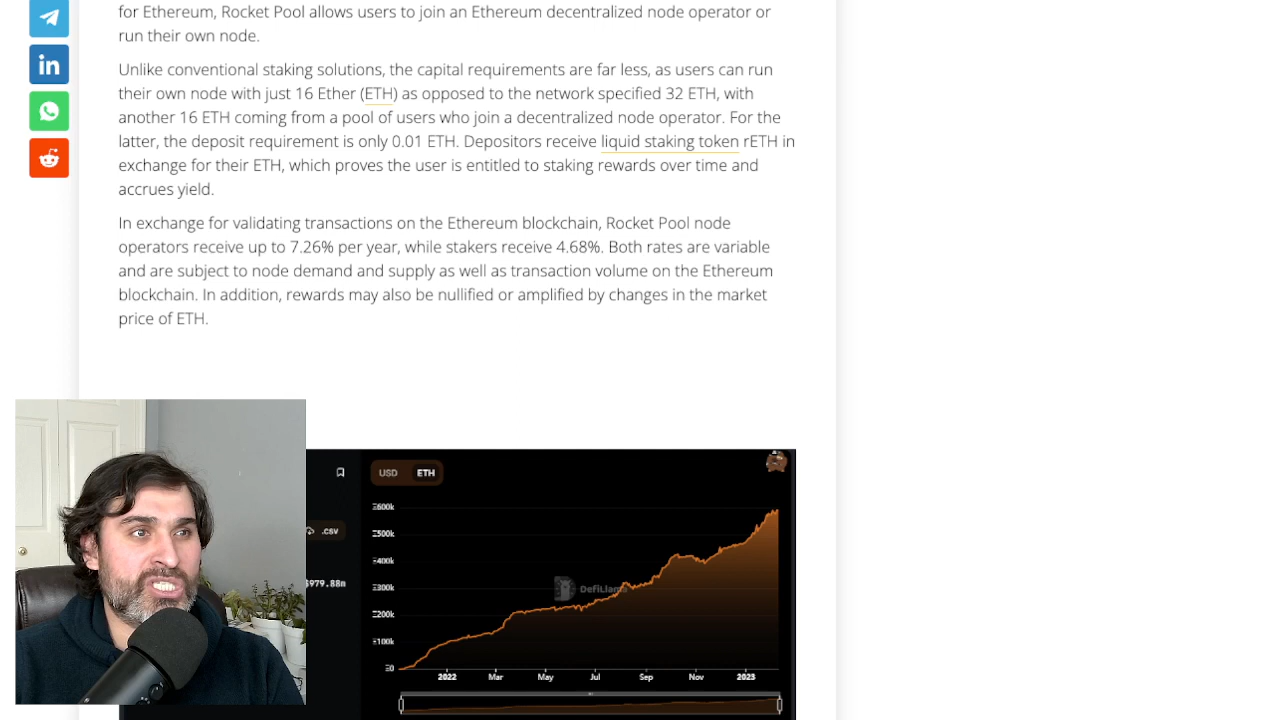 for Ethereum, Rocket Pool allows users to join an Ethereum decentralized node operator or
run their own node.
Unlike conventional staking solutions, the capital requirements are far less, as users can run
their own node with just 16 Ether (ETH) as opposed to the network specified 32 ETH, with
another 16 ETH coming from a pool of users who join a decentralized node operator. For the
latter, the deposit requirement is only 0.01 ETH. Depositors receive liquid staking token rETH in
exchange for their ETH, which proves the user is entitled to staking rewards over time and
accrues yield.
In exchange for validating transactions on the Ethereum blockchain, Rocket Pool node
operators receive up to 7.26% per year, while stakers receive 4.68%. Both rates are variable
and are subject to node demand and supply as well as transaction volume on the Ethereum
blockchain. In addition, rewards may also be nullified or amplified by changes in the market
price of ETH.
USD ETH
Ξ600k
Ξ500k
.csv
Ξ400k
$979.88m
Ξ300k
DefiLlama
Ξ200k
Ξ100k
Ξ0
2022 Mar May Jul Sep Nov 2023